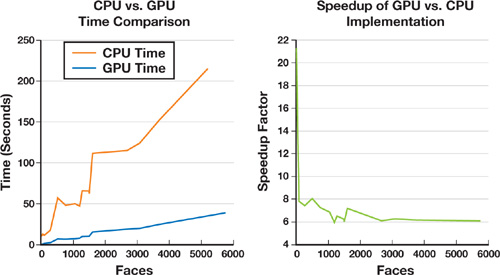 CPU vs. GPU
Time Comparison
Time (Seconds)
250
200
150
100
50
0
CPU Time
GPU Time
0 1000 2000 3000 4000 5000 6000
Faces
Speedup of GPU vs. CPU
Implementation
Speedup Factor
22
20
18
16
14
12
10
8
6
4
0 1000 2000 3000 4000 5000 6000
Faces